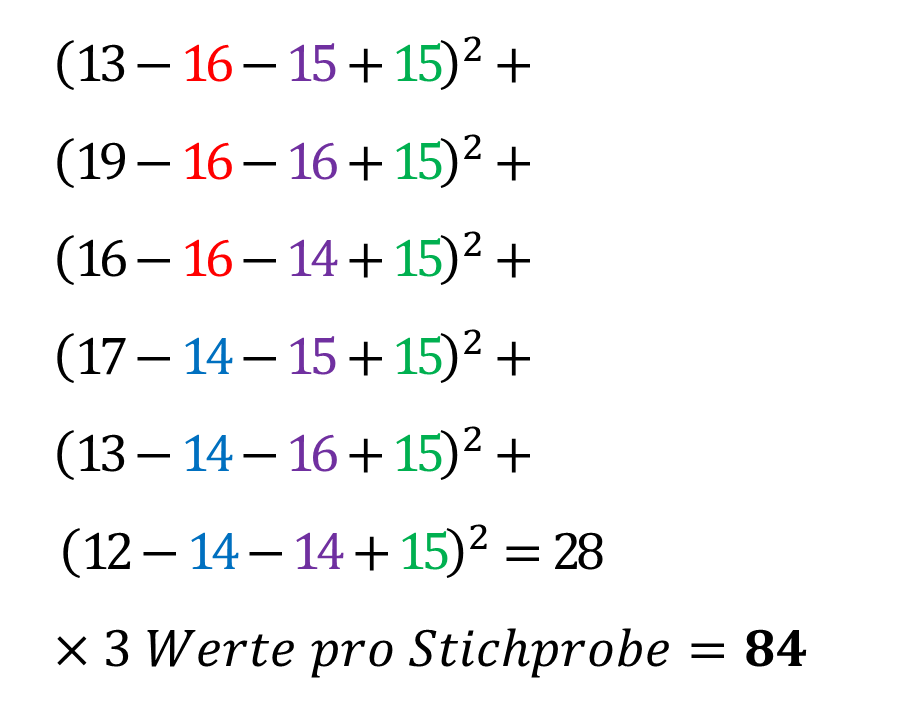 (13 − 16 − 15 + 15)² +
(19 − 16 − 16 + 15)² +
(16 − 16 − 14 + 15)² +
(17 − 14 − 15 + 15)² +
(13 − 14 − 16 + 15)² +
(12 − 14 − 14 + 15)² = 28
× 3 Werte pro Stichprobe = 84